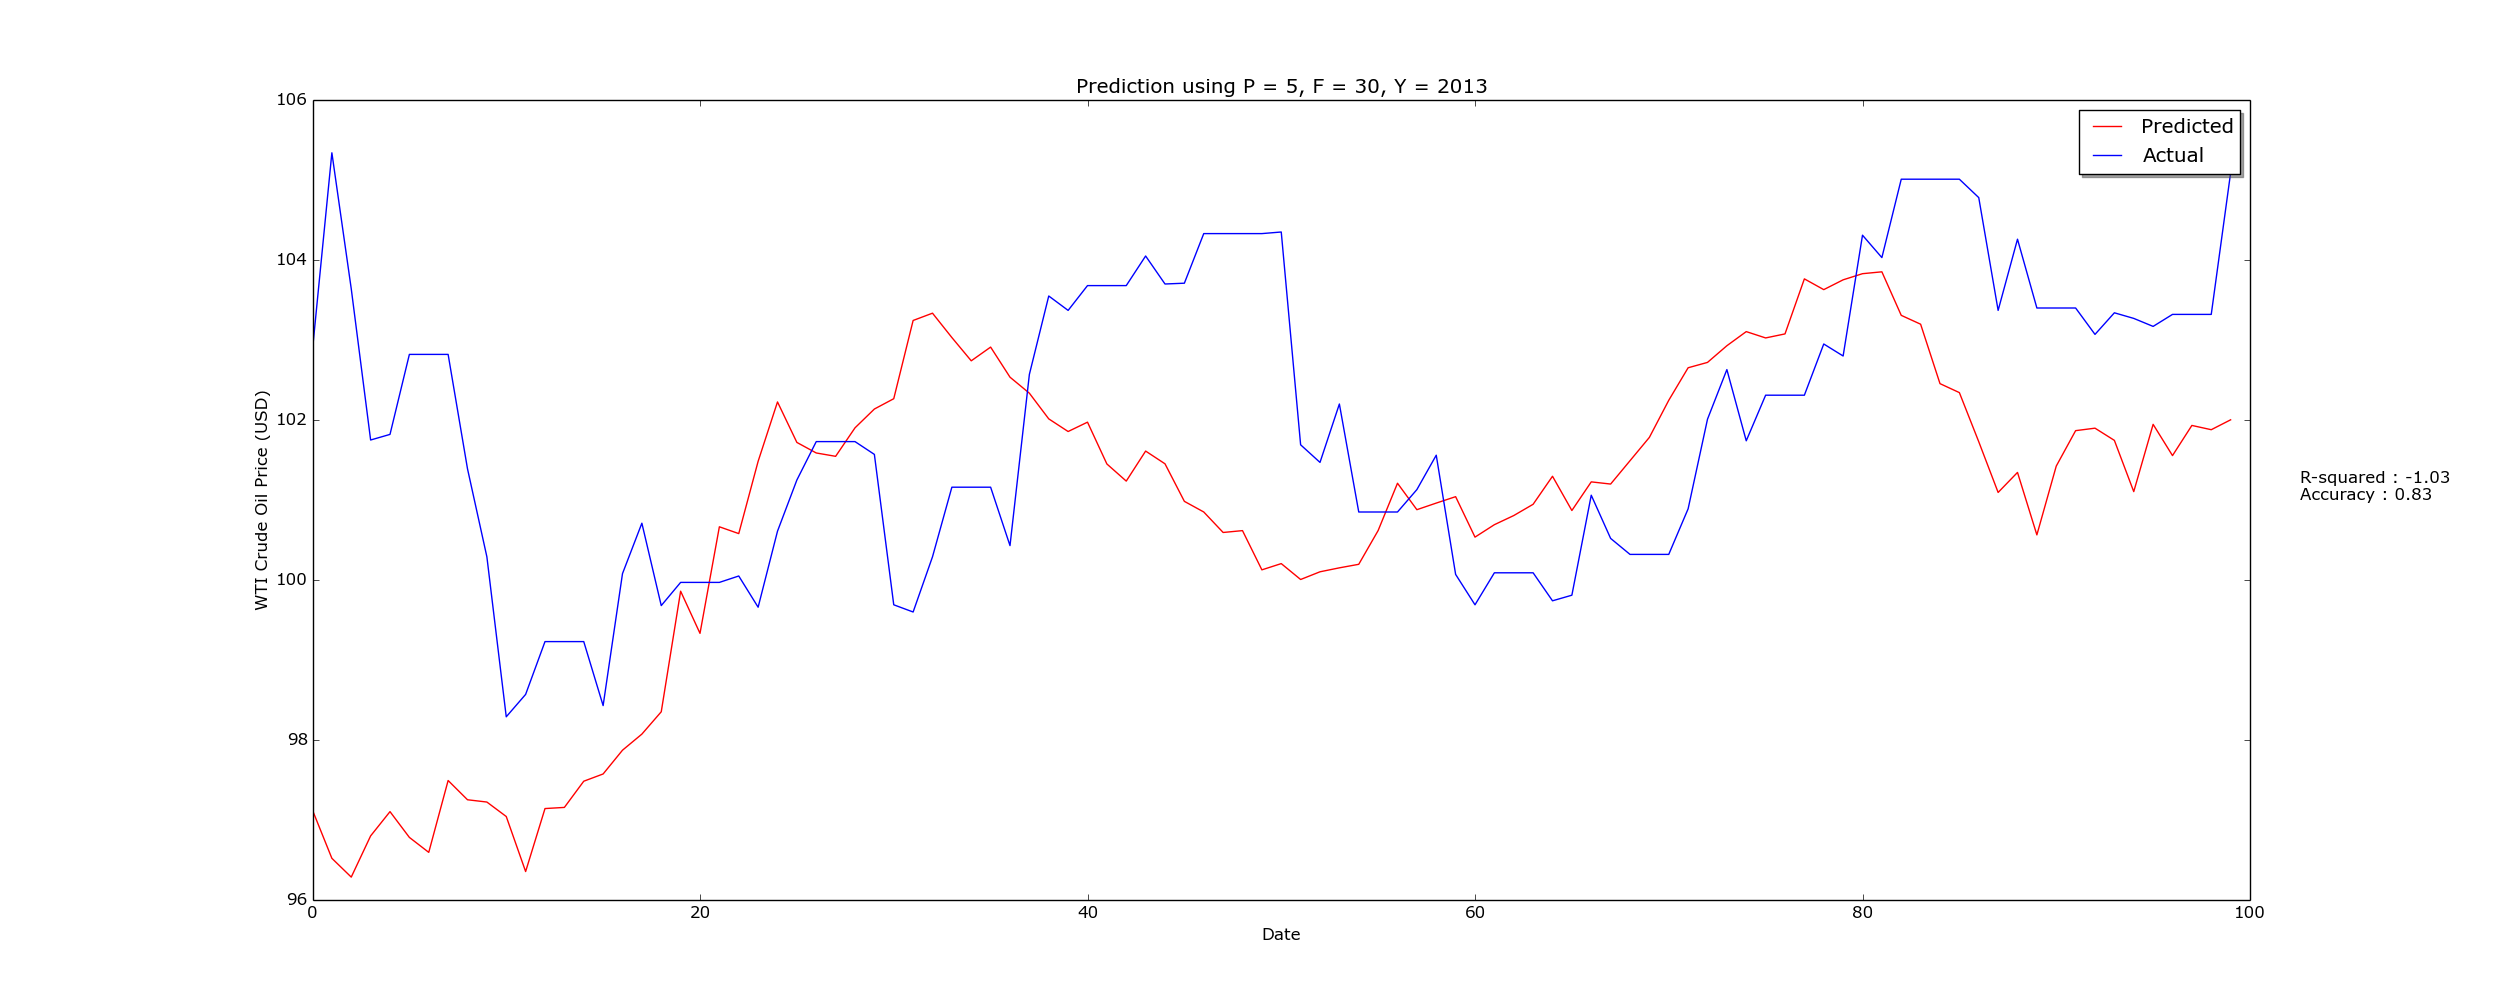 Prediction using P = 5, F = 30, Y = 2013
106
104
102
100
98
96
WTI Crude Oil Price (USD)
Predicted
Actual
R-squared : -1.03
Accuracy : 0.83
0 20 40 60 80 100
Date